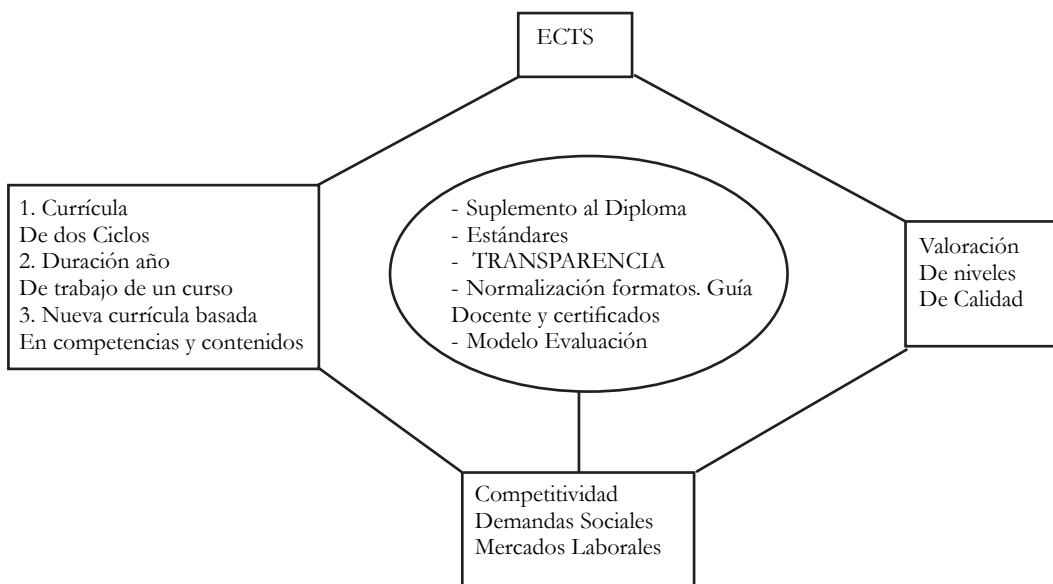 ECTS
1. Currícula
De dos Ciclos
2. Duración año
De trabajo de un curso
3. Nueva currícula basada
En competencias y contenidos
- Suplemento al Diploma
- Estándares
- TRANSPARENCIA
- Normalización formatos. Guía
Docente y certificados
- Modelo Evaluación
Valoración
De niveles
De Calidad
Competitividad
Demandas Sociales
Mercados Laborales